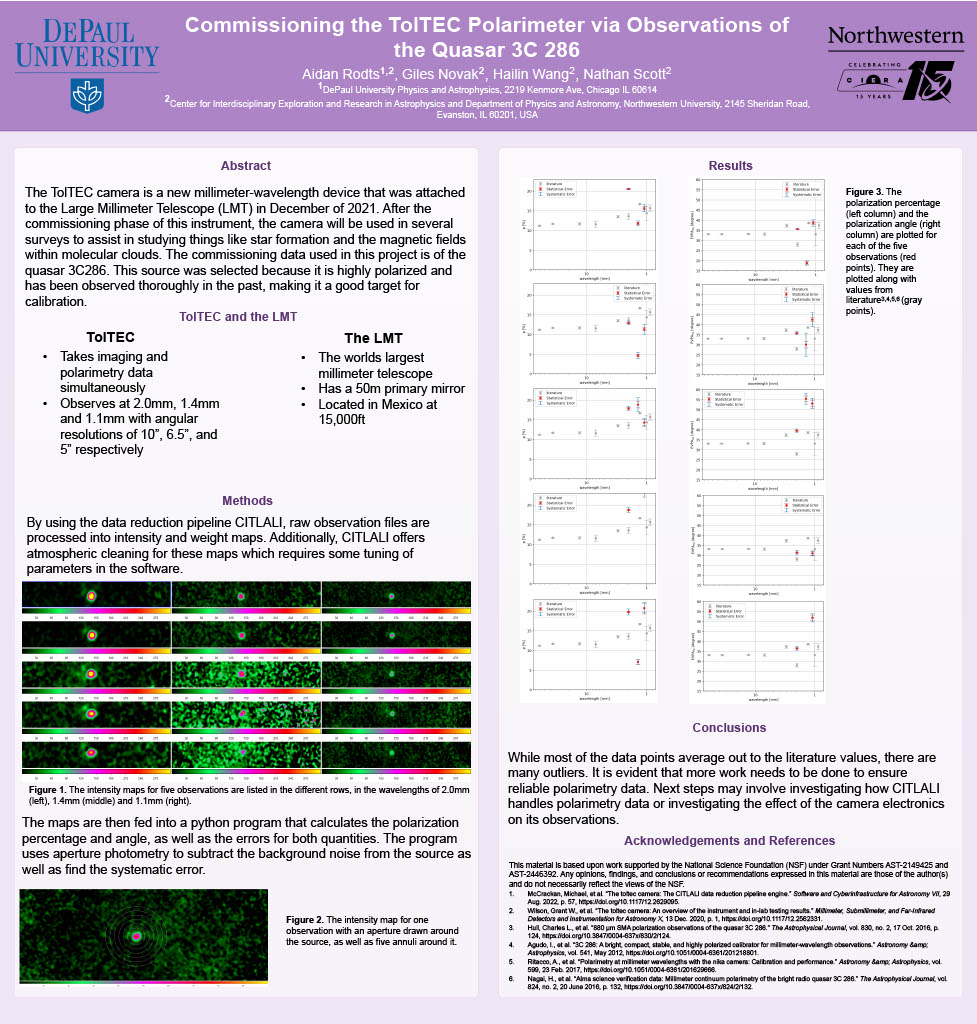 DEPAUL
UNIVERSITY
Commissioning the TolTEC Polarimeter via Observations of
the Quasar 3C 286
Aidan Rodts1,2, Giles Novak2, Hailin Wang2, Nathan Scott2
1DePaul University Physics and Astrophysics, 2219 Kenmore Ave, Chicago IL 60614
2Center for Interdisciplinary Exploration and Research in Astrophysics and Department of Physics and Astronomy, Northwestern University, 2145 Sheridan Road,
Evanston, IL 60201, USA
Northwestern
CELEBRATING
CIERA
15 YEARS
15
Abstract
The TolTEC camera is a new millimeter-wavelength device that was attached
to the Large Millimeter Telescope (LMT) in December of 2021. After the
commissioning phase of this instrument, the camera will be used in several
surveys to assist in studying things like star formation and the magnetic fields
within molecular clouds. The commissioning data used in this project is of the
quasar 3C286. This source was selected because it is highly polarized and
has been observed thoroughly in the past, making it a good target for
calibration.
TolTEC and the LMT
TolTEC
• Takes imaging and
polarimetry data
simultaneously
• Observes at 2.0mm, 1.4mm
and 1.1mm with angular
resolutions of 10”, 6.5”, and
5” respectively
The LMT
• The worlds largest
millimeter telescope
• Has a 50m primary mirror
• Located in Mexico at
15,000ft
Methods
By using the data reduction pipeline CITLALI, raw observation files are
processed into intensity and weight maps. Additionally, CITLALI offers
atmospheric cleaning for these maps which requires some tuning of
parameters in the software.
Figure 1. The intensity maps for five observations are listed in the different rows, in the wavelengths of 2.0mm
(left), 1.4mm (middle) and 1.1mm (right).
The maps are then fed into a python program that calculates the polarization
percentage and angle, as well as the errors for both quantities. The program
uses aperture photometry to subtract the background noise from the source as
well as find the systematic error.
Figure 2. The intensity map for one
observation with an aperture drawn around
the source, as well as five annuli around it.
Results
literature
Statistical Error
Systematic Error
p [%]
wavelength [mm]
Figure 3. The
polarization percentage
(left column) and the
polarization angle (right
column) are plotted for
each of the five
observations (red
points). They are
plotted along with
values from
literature3,4,5,6 (gray
points).
Conclusions
While most of the data points average out to the literature values, there are
many outliers. It is evident that more work needs to be done to ensure
reliable polarimetry data. Next steps may involve investigating how CITLALI
handles polarimetry data or investigating the effect of the camera electronics
on its observations.
Acknowledgements and References
This material is based upon work supported by the National Science Foundation (NSF) under Grant Numbers AST-2149425 and
AST-2446392. Any opinions, findings, and conclusions or recommendations expressed in this material are those of the author(s)
and do not necessarily reflect the views of the NSF.
1. McCrackan, Michael, et al. "The toltec camera: The CITLALI data reduction pipeline engine." Software and Cyberinfrastructure for Astronomy VII, 29
Aug. 2022, p. 57, https://doi.org/10.1117/12.2629095.
2. Wilson, Grant W., et al. "The toltec camera: An overview of the instrument and in-lab testing results." Millimeter, Submillimeter, and Far-Infrared
Detectors and Instrumentation for Astronomy X, 13 Dec. 2020, p. 1, https://doi.org/10.1117/12.2562331.
3. Hull, Charles L., et al. "880 μm SMA polarization observations of the quasar 3C 286." The Astrophysical Journal, vol. 830, no. 2, 17 Oct. 2016, p.
124, https://doi.org/10.3847/0004-637x/830/2/124.
4. Agudo, I., et al. "3C 286: A bright, compact, stable, and highly polarized calibrator for millimeter-wavelength observations." Astronomy &amp;
Astrophysics, vol. 541, May 2012, https://doi.org/10.1051/0004-6361/201218801.
5. Ritacco, A., et al. "Polarimetry at millimeter wavelengths with the nika camera: Calibration and performance." Astronomy &amp; Astrophysics, vol.
599, 23 Feb. 2017, https://doi.org/10.1051/0004-6361/201629666.
6. Nagai, H., et al. "Alma science verification data: Millimeter continuum polarimetry of the bright radio quasar 3C 286." The Astrophysical Journal, vol.
824, no. 2, 20 June 2016, p. 132, https://doi.org/10.3847/0004-637x/824/2/132.